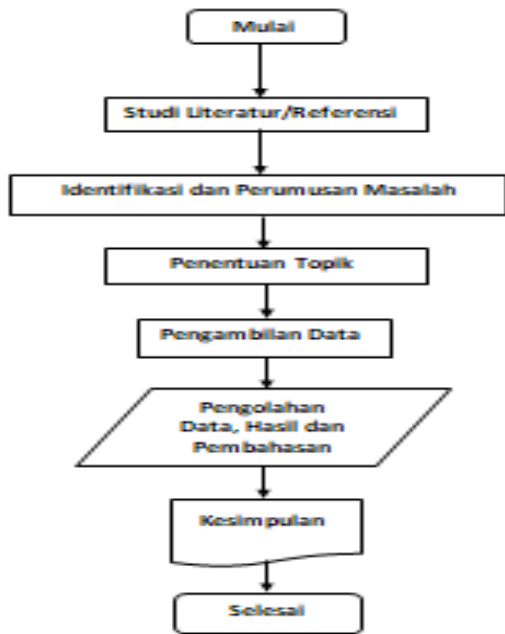 Mulai
Studi Literatur/Referensi
Identifikasi dan Perumusan Masalah
Penentuan Topik
Pengambilan Data
Pengolahan
Data, Hasil dan
Pembahasan
Kesimpulan
Selesai